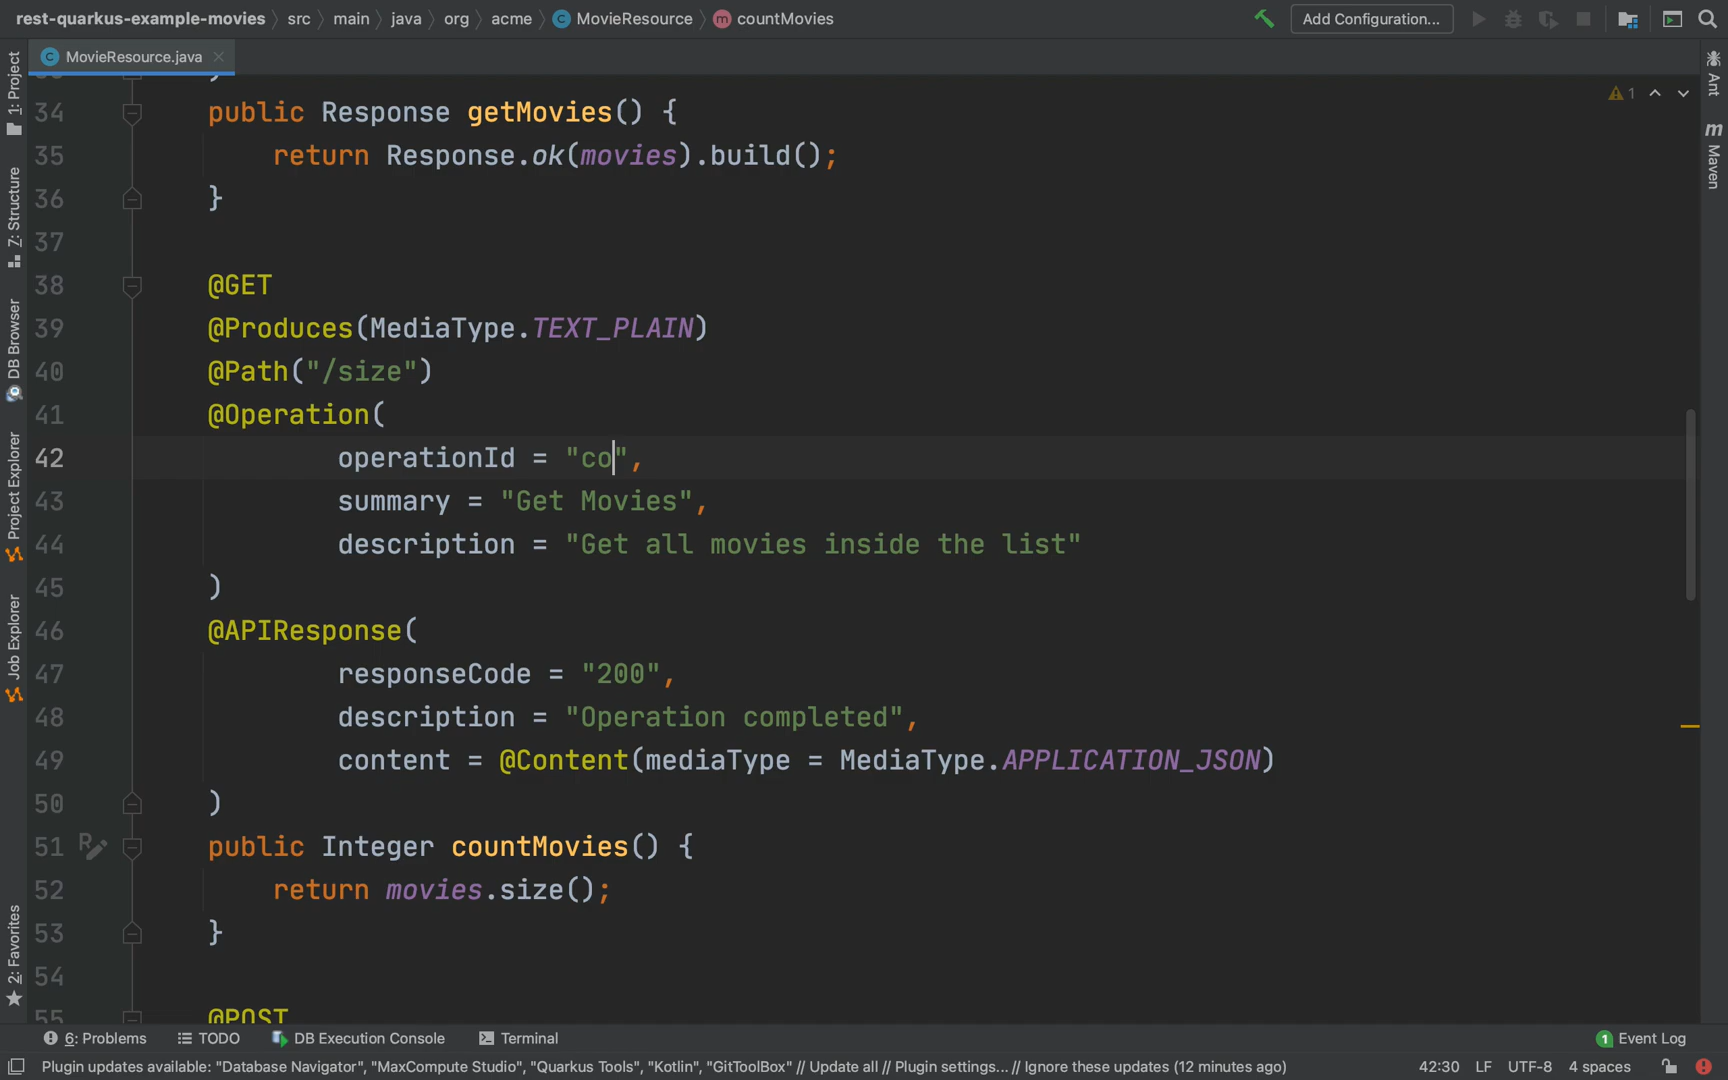 rest-quarkus-example-movies src main java org acme MovieResource countMovies
Add Configuration...
MovieResource.java
1: Project
7: Structure
DB Browser
Project Explorer
Job Explorer
2: Favorites
Ant
Maven
1
34 public Response getMovies() {
35 return Response.ok(movies).build();
36 }
37
38 @GET
39 @Produces(MediaType.TEXT_PLAIN)
40 @Path("/size")
41 @Operation(
42 operationId = "co",
43 summary = "Get Movies",
44 description = "Get all movies inside the list"
45 )
46 @APIResponse(
47 responseCode = "200",
48 description = "Operation completed",
49 content = @Content(mediaType = MediaType.APPLICATION_JSON)
50 )
51 public Integer countMovies() {
52 return movies.size();
53 }
54
55 @POST
6: Problems TODO DB Execution Console Terminal 1 Event Log
Plugin updates available: "Database Navigator", "MaxCompute Studio", "Quarkus Tools", "Kotlin", "GitToolBox" // Update all // Plugin settings... // Ignore these updates (12 minutes ago) 42:30 LF UTF-8 4 spaces